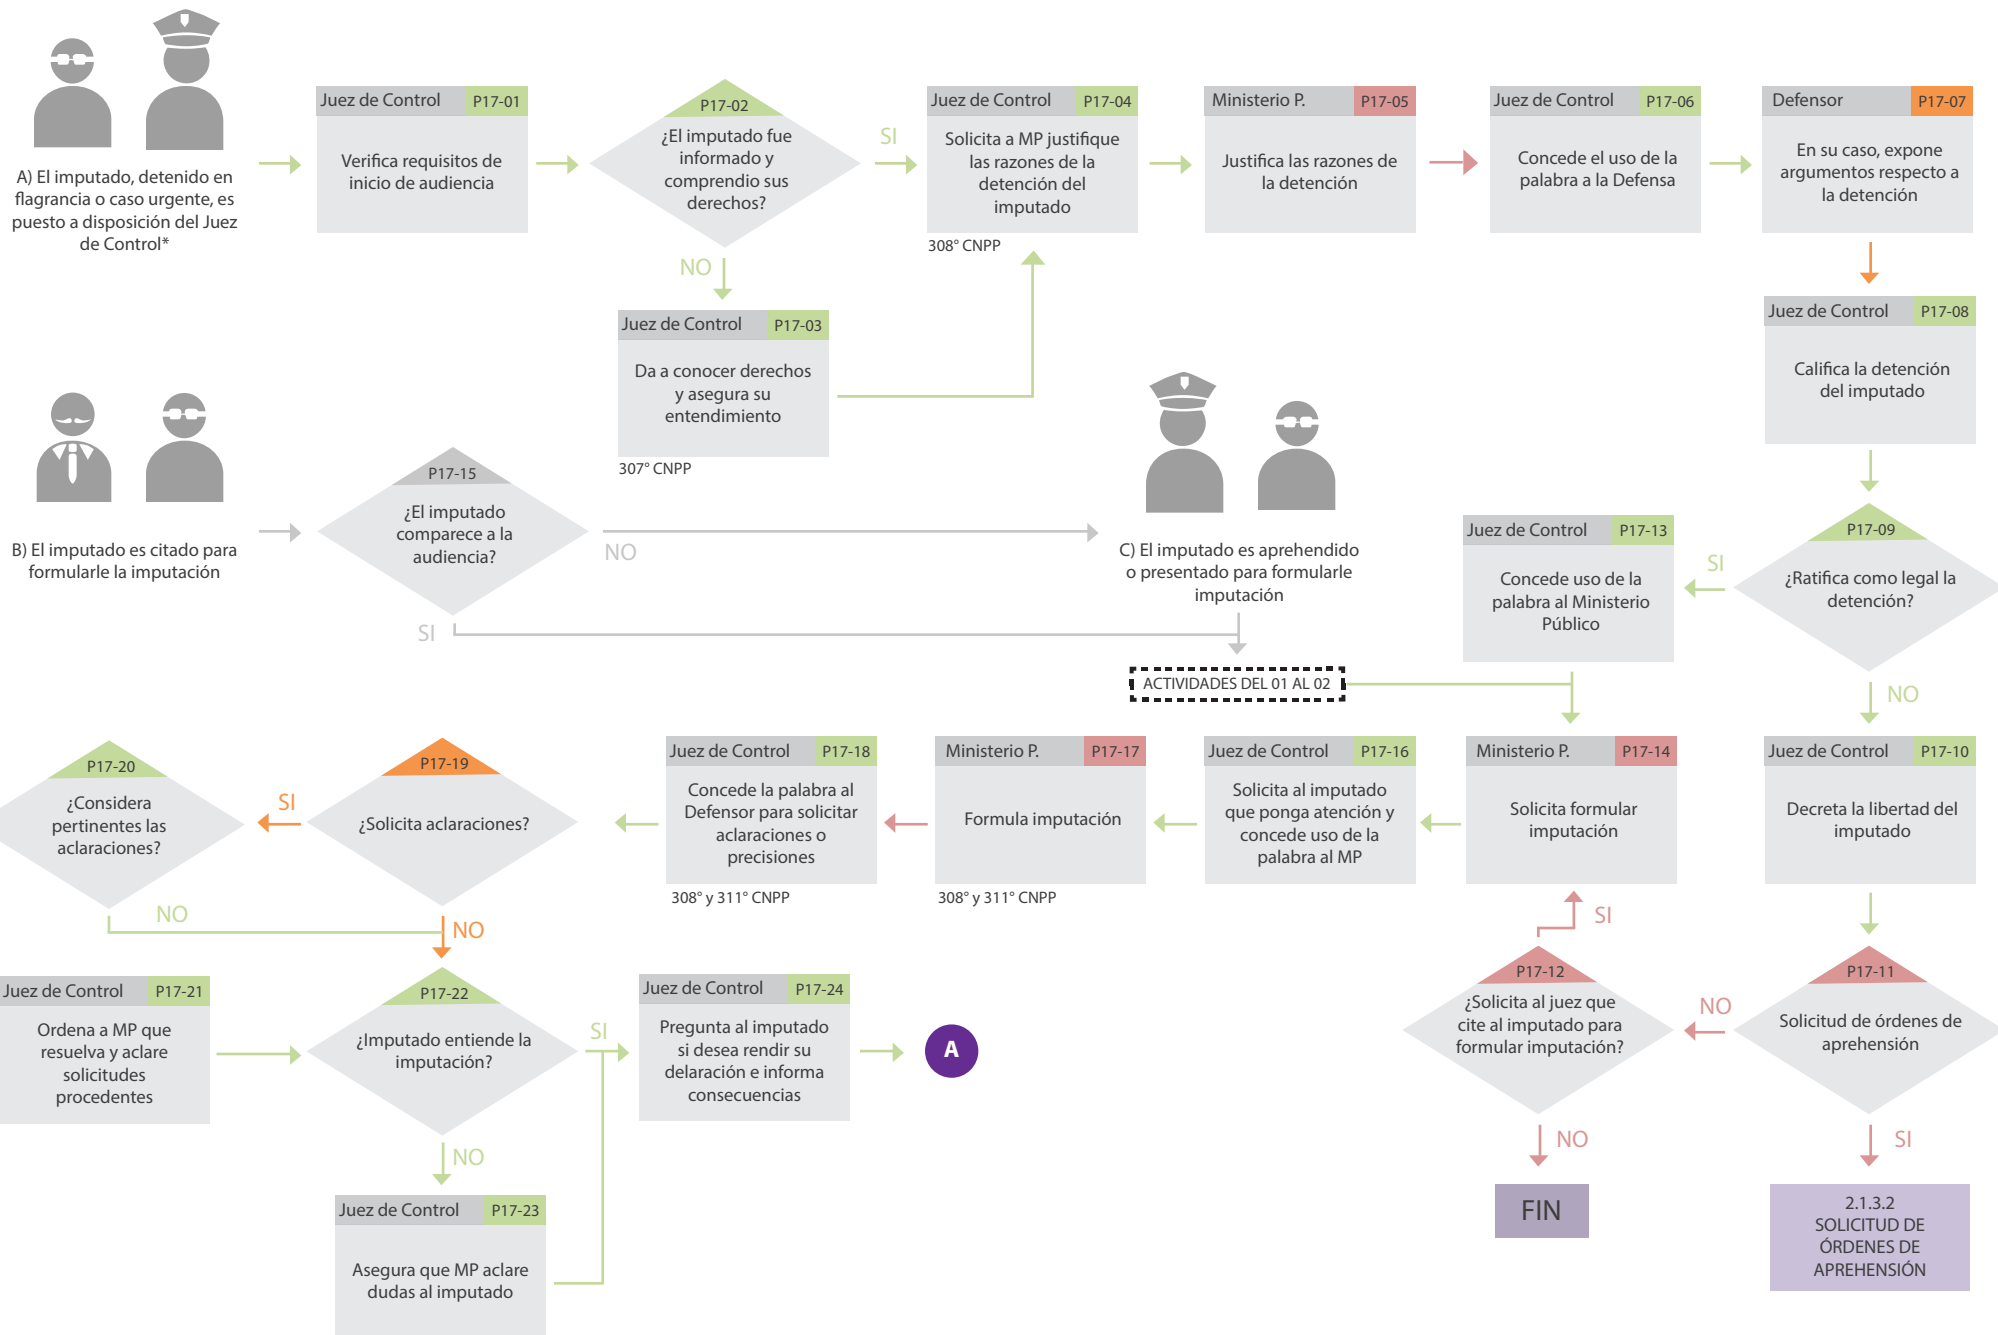 A) El imputado, detenido en
flagrancia o caso urgente, es
puesto a disposición del Juez
de Control*
Juez de Control P17-01
Verifica requisitos de
inicio de audiencia
P17-02
¿El imputado fue
informado y
comprendio sus
derechos?
SI
NO
Juez de Control P17-03
Da a conocer derechos
y asegura su
entendimiento
307° CNPP
Juez de Control P17-04
Solicita a MP justifique
las razones de la
detención del
imputado
308° CNPP
Ministerio P. P17-05
Justifica las razones de
la detención
Juez de Control P17-06
Concede el uso de la
palabra a la Defensa
Defensor P17-07
En su caso, expone
argumentos respecto a
la detención
Juez de Control P17-08
Califica la detención
del imputado
P17-09
¿Ratifica como legal la
detención?
SI
NO
Juez de Control P17-13
Concede uso de la
palabra al Ministerio
Público
B) El imputado es citado para
formularle la imputación
P17-15
¿El imputado
comparece a la
audiencia?
NO
SI
C) El imputado es aprehendido
o presentado para formularle
imputación
ACTIVIDADES DEL 01 AL 02
Juez de Control P17-10
Decreta la libertad del
imputado
Ministerio P. P17-14
Solicita formular
imputación
Juez de Control P17-16
Solicita al imputado
que ponga atención y
concede uso de la
palabra al MP
Ministerio P. P17-17
Formula imputación
308° y 311° CNPP
Juez de Control P17-18
Concede la palabra al
Defensor para solicitar
aclaraciones o
precisiones
308° y 311° CNPP
P17-19
¿Solicita aclaraciones?
SI
NO
P17-20
¿Considera
pertinentes las
aclaraciones?
NO
Juez de Control P17-21
Ordena a MP que
resuelva y aclare
solicitudes
procedentes
P17-22
¿Imputado entiende la
imputación?
SI
NO
Juez de Control P17-23
Asegura que MP aclare
dudas al imputado
Juez de Control P17-24
Pregunta al imputado
si desea rendir su
delaración e informa
consecuencias
A
P17-12
¿Solicita al juez que
cite al imputado para
formular imputación?
SI
NO
FIN
P17-11
Solicitud de órdenes de
aprehensión
NO
SI
2.1.3.2
SOLICITUD DE
ÓRDENES DE
APREHENSIÓN